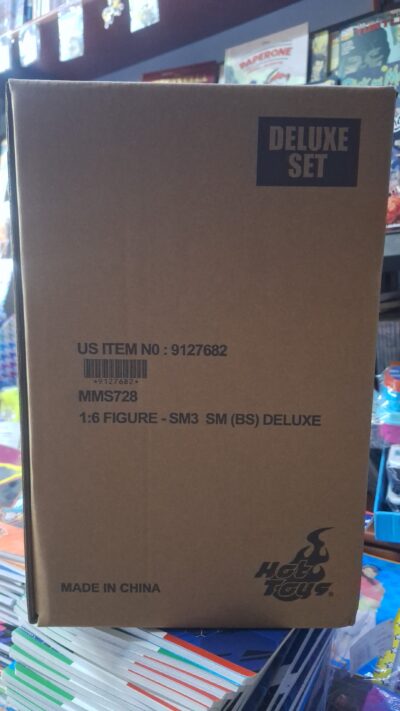 PAPERONE
DELUXE
SET
US ITEM N0 : 9127682
*9127682*
MMS728
1:6 FIGURE - SM3 SM (BS) DELUXE
Hot
Toys®
MADE IN CHINA